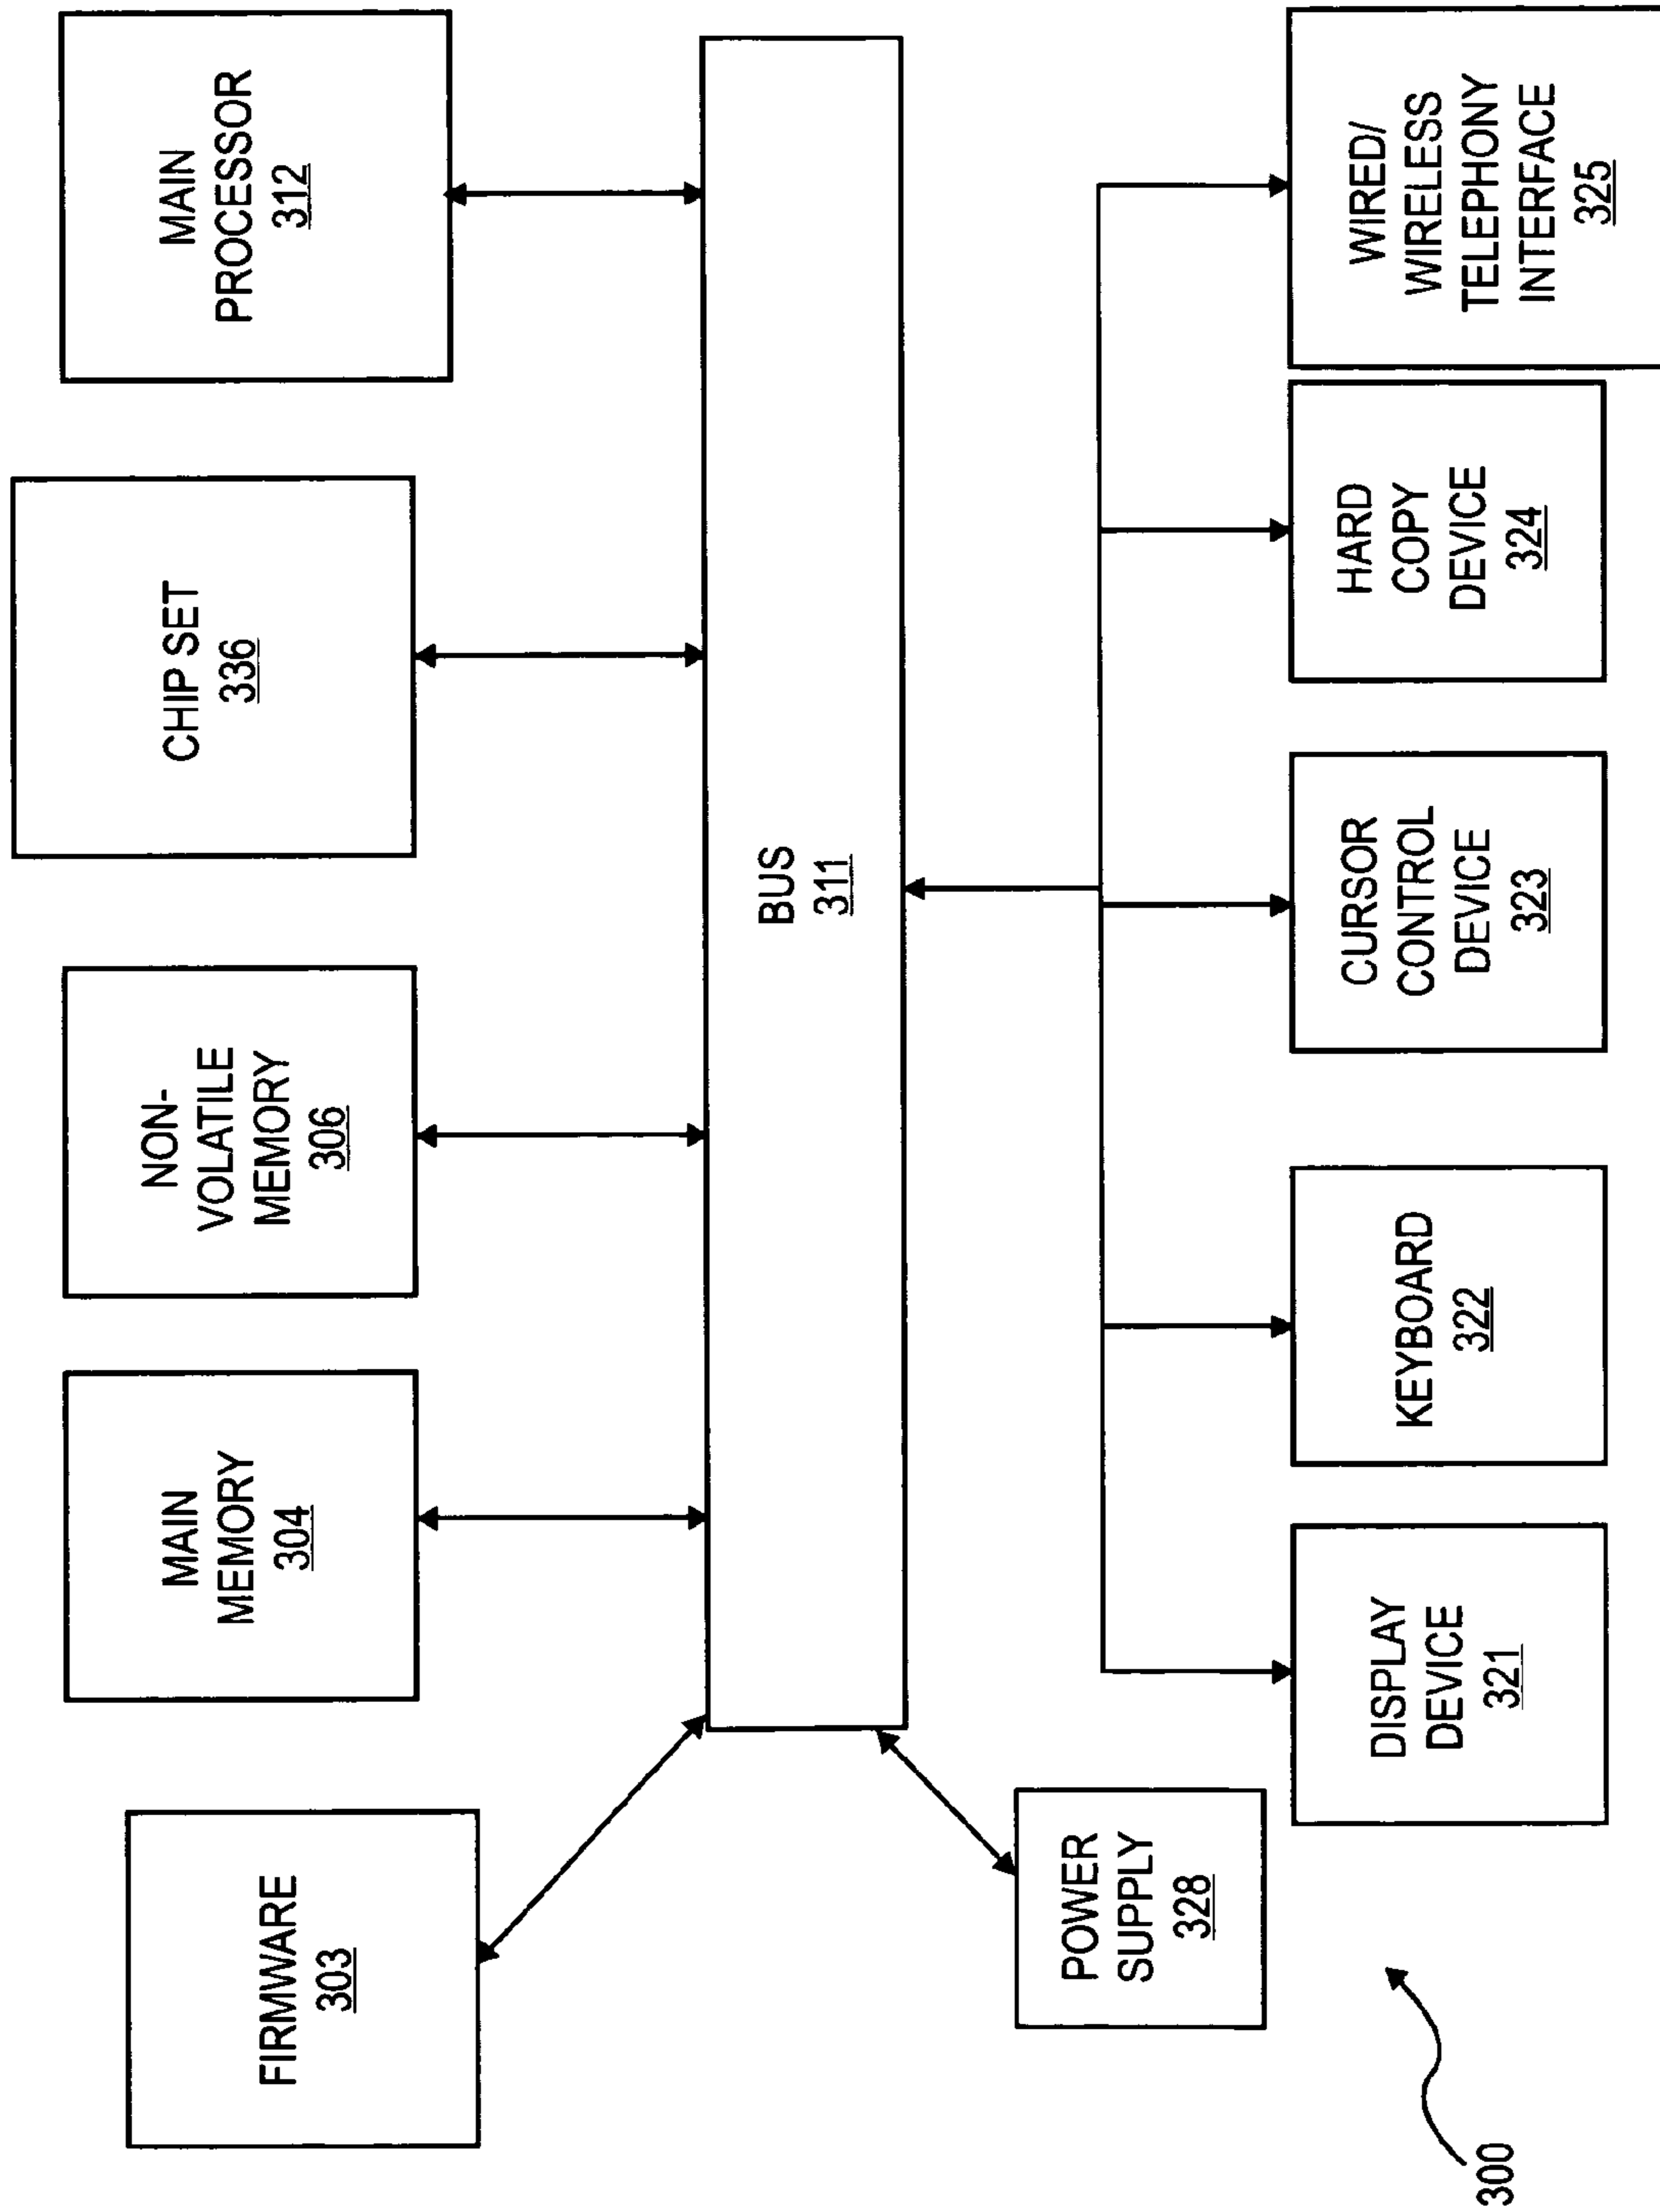 FIRMWARE
303
MAIN
MEMORY
304
NON-
VOLATILE
MEMORY
306
CHIP SET
336
MAIN
PROCESSOR
312
BUS
311
POWER
SUPPLY
328
DISPLAY
DEVICE
321
KEYBOARD
322
CURSOR
CONTROL
DEVICE
323
HARD
COPY
DEVICE
324
WIRED/
WIRELESS
TELEPHONY
INTERFACE
325
300